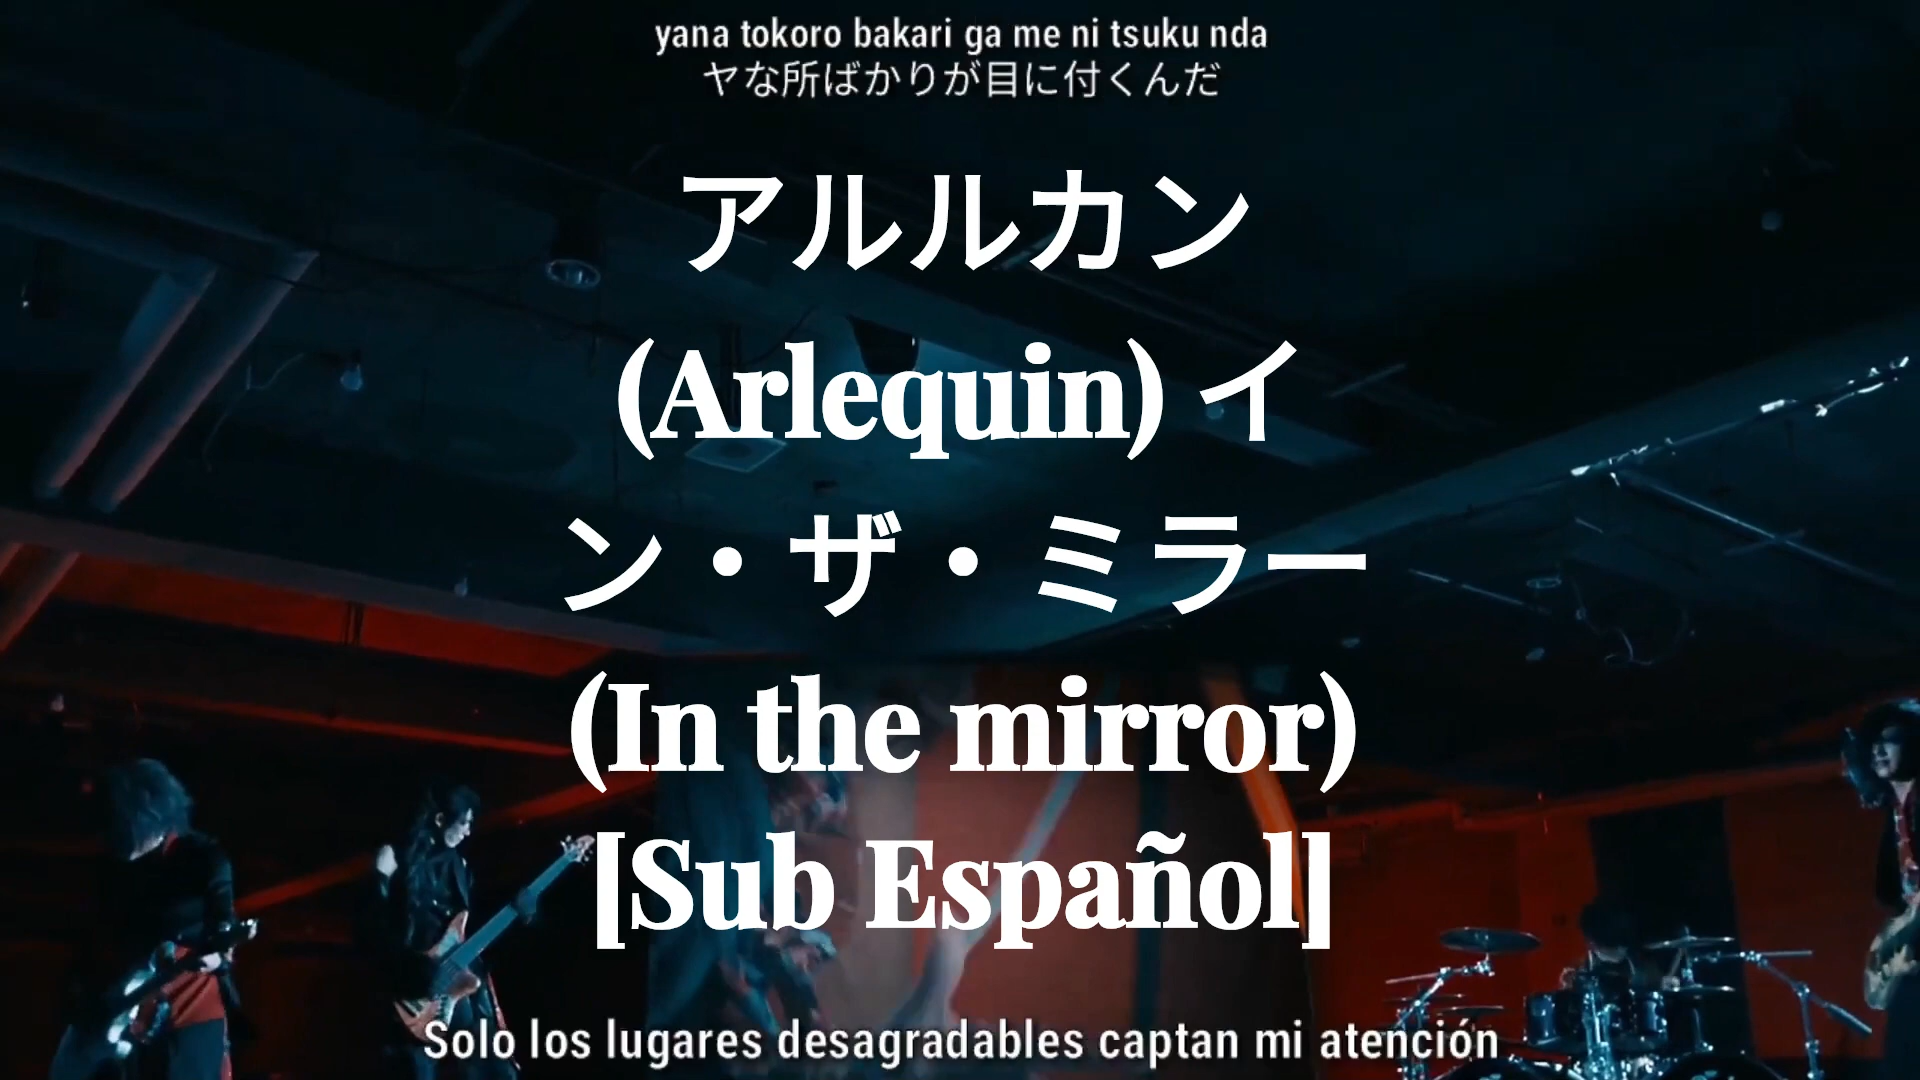 yana tokoro bakari ga me ni tsuku nda
ヤな所ばかりが目に付くんだ
アルルカン
(Arlequin) イ
ン・ザ・ミラー
(In the mirror)
[Sub Español]
Solo los lugares desagradables captan mi atención